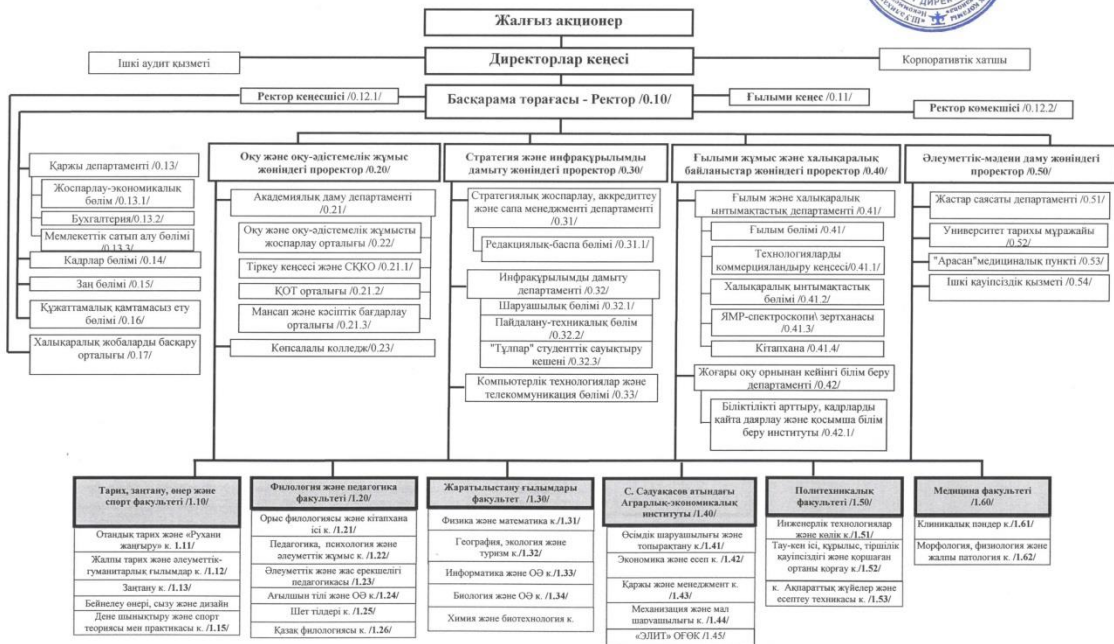 Жалғыз акционер
Директорлар кеңесі
Ішкі аудит қызметі
Корпоративтік хатшы
Басқарама төрағасы - Ректор /0.10/
Ректор кеңесшісі /0.12.1/
Ғылыми кеңес /0.11/
Ректор көмекшісі /0.12.2/
Қаржы департаменті /0.13/
Жоспарлау-экономикалық
бөлім /0.13.1/
Бухгалтерия/0.13.2/
Мемлекеттік сатып алу бөлімі
/0.13.3/
Кадрлар бөлімі /0.14/
Заң бөлімі /0.15/
Құжаттамалық қамтамасыз ету
бөлімі /0.16/
Халықаралық жобаларды басқару
орталығы /0.17/
Оқу және оқу-әдістемелік жұмыс
жөніндегі проректор /0.20/
Академиялық даму департаменті
/0.21/
Оқу және оқу-әдістемелік жұмысты
жоспарлау орталығы /0.22/
Тіркеу кеңсесі және СҚКО /0.21.1/
ҚОТ орталығы /0.21.2/
Мансап және кәсіптік бағдарлау
орталығы /0.21.3/
Көпсалалы колледж/0.23/
Стратегия және инфрақұрылымды
дамыту жөніндегі проректор /0.30/
Стратегиялық жоспарлау, аккредиттеу
және сапа менеджменті департаменті
/0.31/
Редакциялық-баспа бөлімі /0.31.1/
Инфрақұрылымды дамыту
департаменті /0.32/
Шаруашылық бөлімі /0.32.1/
Пайдалану-техникалық бөлім
/0.32.2/
"Тұлпар" студенттік сауықтыру
кешені /0.32.3/
Компьютерлік технологиялар және
телекоммуникация бөлімі /0.33/
Ғылыми жұмыс және халықаралық
байланыстар жөніндегі проректор /0.40/
Ғылым және халықаралық
ынтымақтастық департаменті /0.41/
Ғылым бөлімі /0.41/
Технологияларды
коммерцияландыру кеңсесі/0.41.1/
Халықаралық ынтымақтастық
бөлімі /0.41.2/
ЯМР-спектроскопи\ зертханасы
/0.41.3/
Кітапхана /0.41.4/
Жоғары оқу орнынан кейінгі білім беру
департаменті /0.42/
Біліктілікті арттыру, кадрларды
қайта даярлау және қосымша білім
беру институты /0.42.1/
Әлеуметтік-мәдени даму жөніндегі
проректор /0.50/
Жастар саясаты департаменті /0.51/
Университет тарихы мұражайы
/0.52/
"Арасан"медициналық пункті /0.53/
Ішкі қауіпсіздік қызметі /0.54/
Тарих, заңтану, өнер және
спорт факультеті /1.10/
Отандық тарих және «Рухани
жаңғыру» к. 1.11/
Жалпы тарих және әлеуметтік-
гуманитарлық ғылымдар к. /1.12/
Заңтану к. /1.13/
Бейнелеу өнері, сызу және дизайн
Дене шынықтыру және спорт
теориясы мен практикасы к. /1.15/
Филология және педагогика
факультеті /1.20/
Орыс филологиясы және кітапхана
ісі к. /1.21/
Педагогика, психология және
әлеуметтік жұмыс к. /1.22/
Әлеуметтік және жас ерекшелігі
педагогикасы /1.23/
Ағылшын тілі және ОӘ к. /1.24/
Шет тілдері к. /1.25/
Қазақ филологиясы к. /1.26/
Жаратылыстану ғылымдары
факультет /1.30/
Физика және математика к. /1.31/
География, экология және
туризм к. /1.32/
Информатика және ОӘ к. /1.33/
Биология және ОӘ к. /1.34/
Химия және биотехнология к.
С. Сәдуақасов атындағы
Аграрлық-экономикалық
институты /1.40/
Өсімдік шаруашылығы және
топырақтану к. /1.41/
Экономика және есеп к. /1.42/
Қаржы және менеджмент к.
/1.43/
Механизация және мал
шаруашылығы к. /1.44/
«ЭЛИТ» ОҒӨК /1.45/
Политехникалық
факультеті /1.50/
Инженерлік технологиялар
және көлік к. /1.51/
Тау-кен ісі, құрылыс, тіршілік
қауіпсіздігі және қоршаған
ортаны қорғау к. /1.52/
к. Ақпараттық жүйелер және
есептеу техникасы к. /1.53/
Медицина факультеті
/1.60/
Клиникалық пәндер к. /1.61/
Морфология, физиология және
жалпы патология к. /1.62/